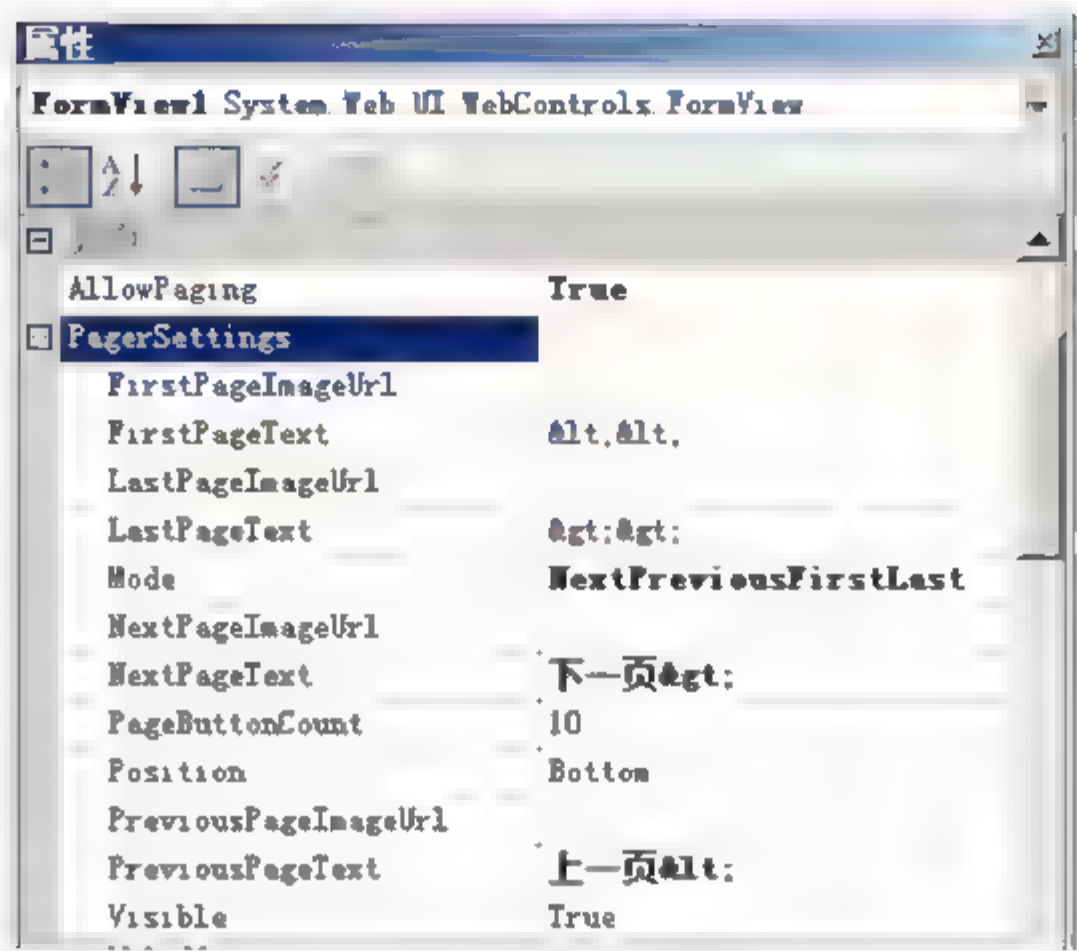 属性
FormView1 System.Web.UI.WebControls.FormView
AllowPaging True
PagerSettings
FirstPageImageUrl
FirstPageText &lt;&lt;
LastPageImageUrl
LastPageText &gt;&gt;
Mode NextPreviousFirstLast
NextPageImageUrl
NextPageText 下一页&gt;
PageButtonCount 10
Position Bottom
PreviousPageImageUrl
PreviousPageText 上一页&lt;
Visible True